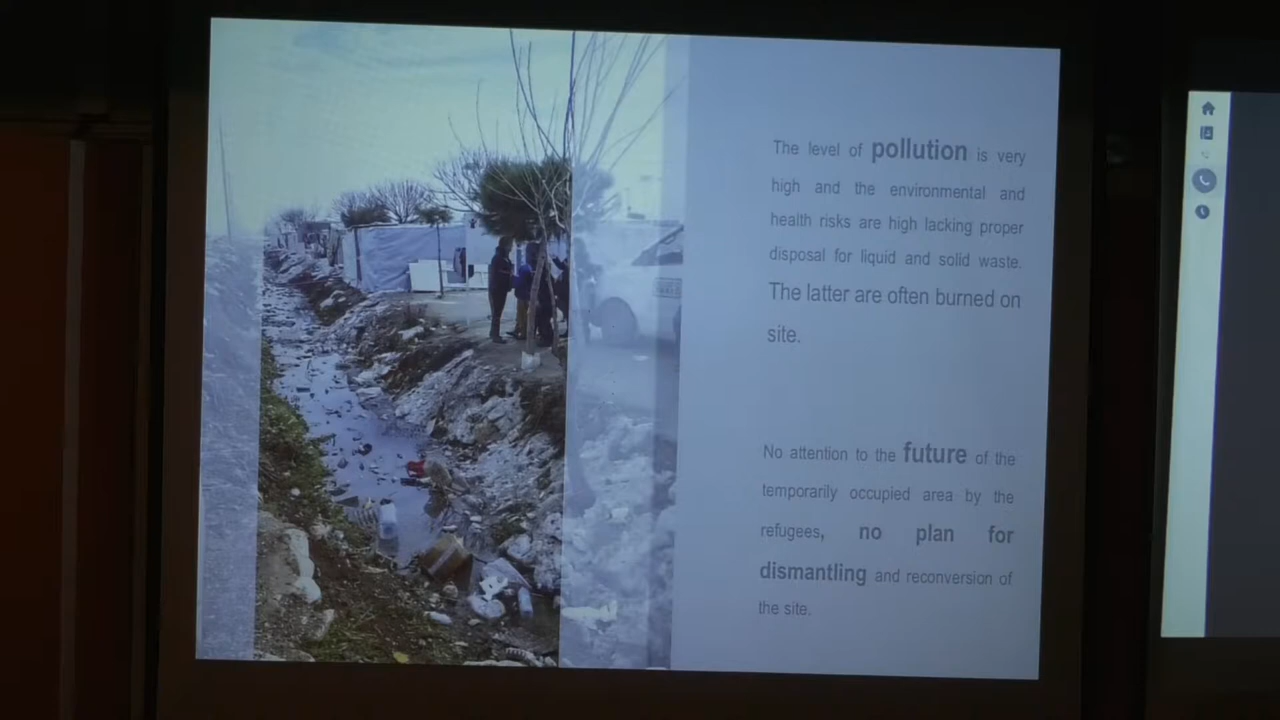 The level of pollution is very
high and the environmental and
health risks are high lacking proper
disposal for liquid and solid waste.
The latter are often burned on
site.
No attention to the future of the
temporarily occupied area by the
refugees, no plan for
dismantling and reconversion of
the site.